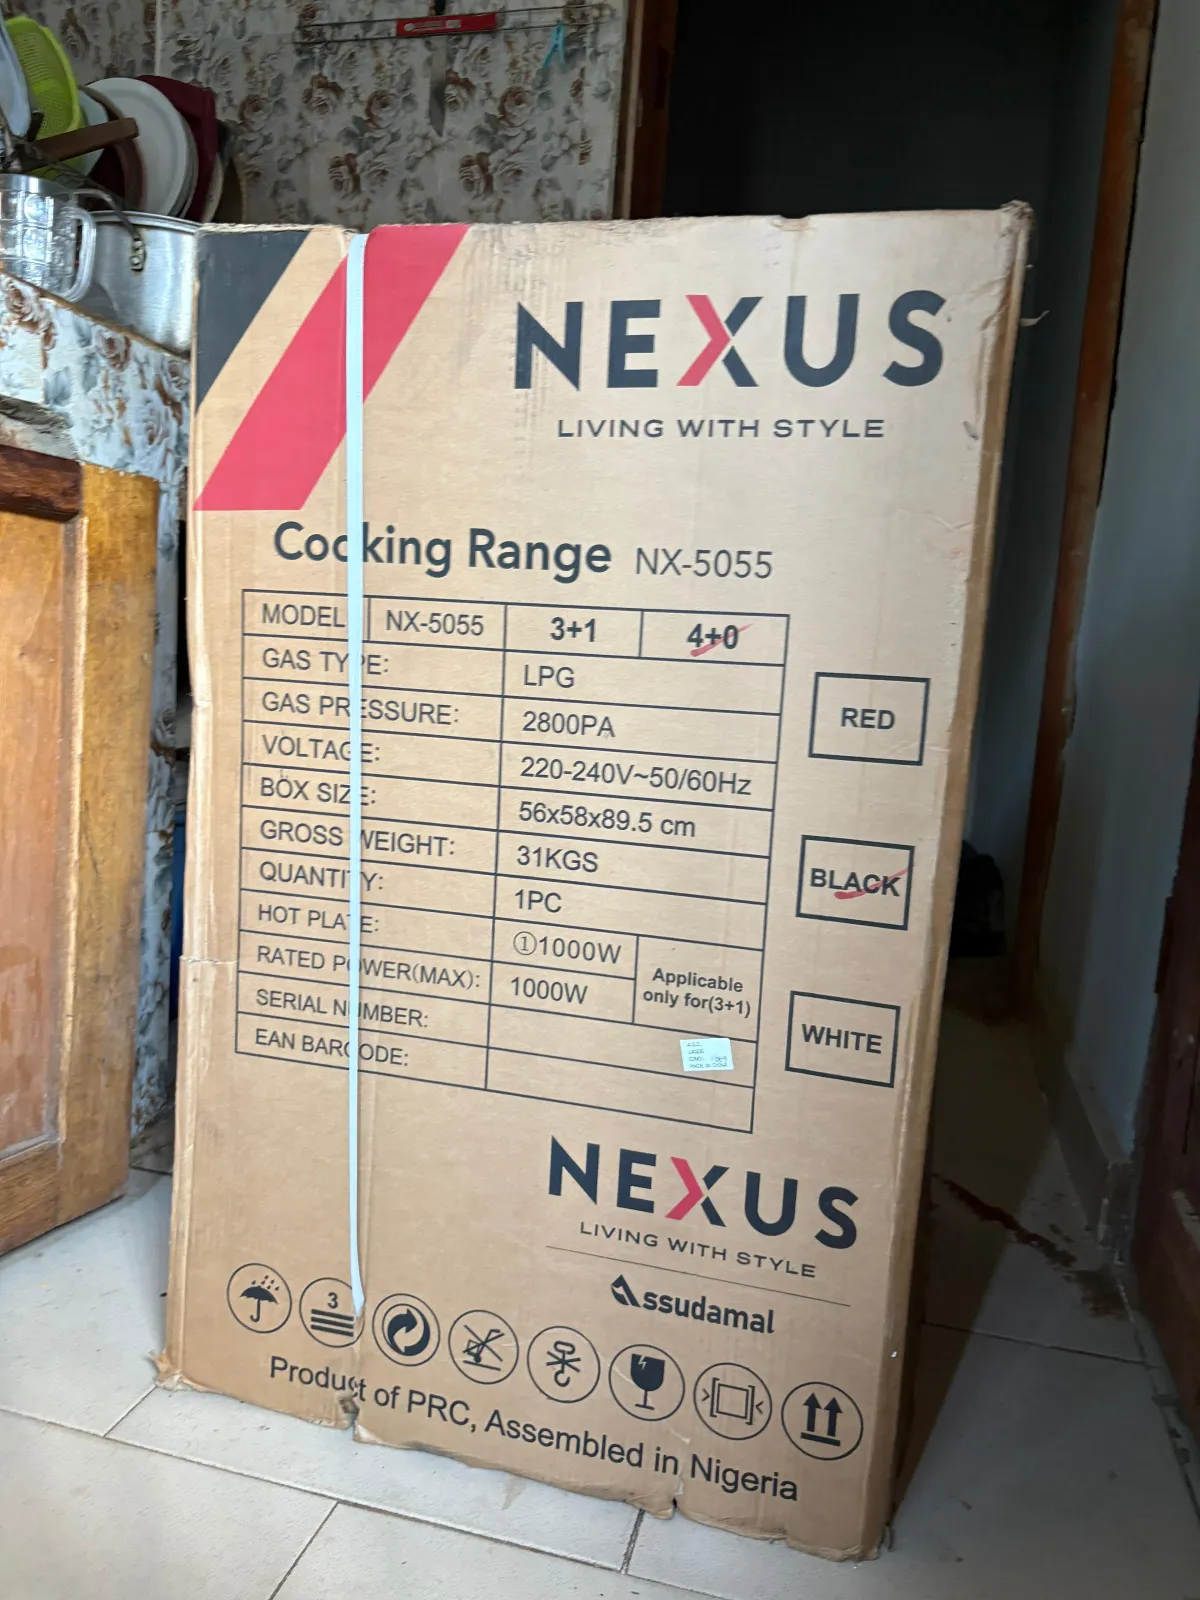 NEXUS
LIVING WITH STYLE
Cooking Range NX-5055
MODEL NX-5055 3+1 4+0
GAS TYPE: LPG
GAS PRESSURE: 2800PA
VOLTAGE: 220-240V~50/60Hz
BOX SIZE: 56x58x89.5 cm
GROSS WEIGHT: 31KGS
QUANTITY: 1PC
HOT PLATE: ①1000W
RATED POWER(MAX): 1000W
Applicable
only for(3+1)
SERIAL NUMBER:
EAN BARCODE:
RED
BLACK
WHITE
NEXUS
LIVING WITH STYLE
Assudamal
3
Product of PRC, Assembled in Nigeria